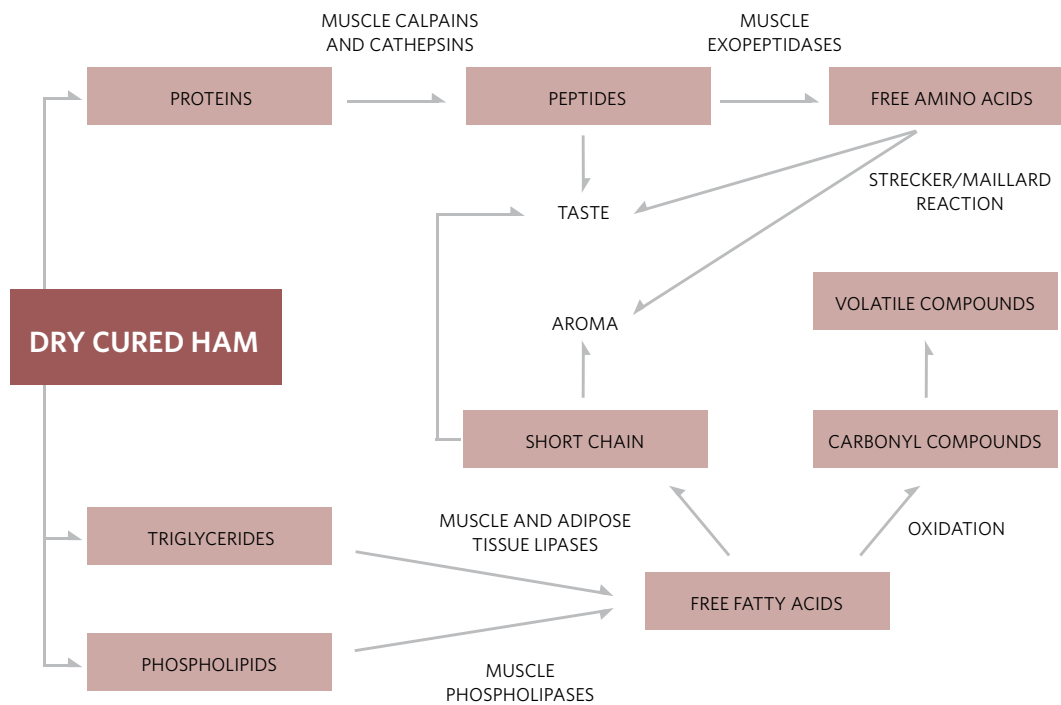 MUSCLE CALPAINS
AND CATHEPSINS
MUSCLE
EXOPEPTIDASES
PROTEINS
PEPTIDES
FREE AMINO ACIDS
STRECKER/MAILLARD
REACTION
TASTE
VOLATILE COMPOUNDS
AROMA
DRY CURED HAM
SHORT CHAIN
CARBONYL COMPOUNDS
MUSCLE AND ADIPOSE
TISSUE LIPASES
OXIDATION
TRIGLYCERIDES
FREE FATTY ACIDS
PHOSPHOLIPIDS
MUSCLE
PHOSPHOLIPASES